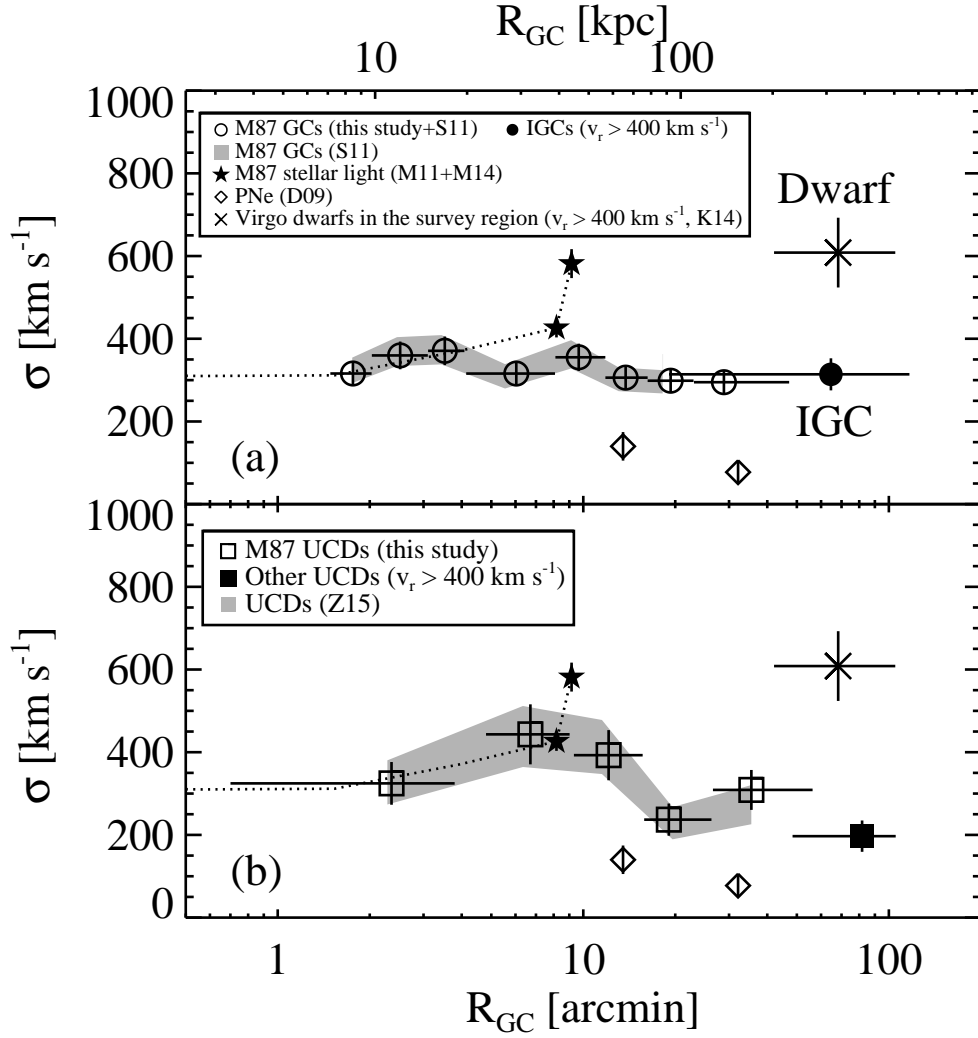 R_GC [kpc]
10 100
1000
M87 GCs (this study+S11) IGCs (v_r > 400 km s^-1)
M87 GCs (S11)
M87 stellar light (M11+M14)
PNe (D09)
Virgo dwarfs in the survey region (v_r > 400 km s^-1, K14)
800
Dwarf
600
σ [km s^-1]
400
IGC
200
(a)
1000
M87 UCDs (this study)
Other UCDs (v_r > 400 km s^-1)
UCDs (Z15)
800
600
σ [km s^-1]
400
200
(b)
0
1 10 100
R_GC [arcmin]